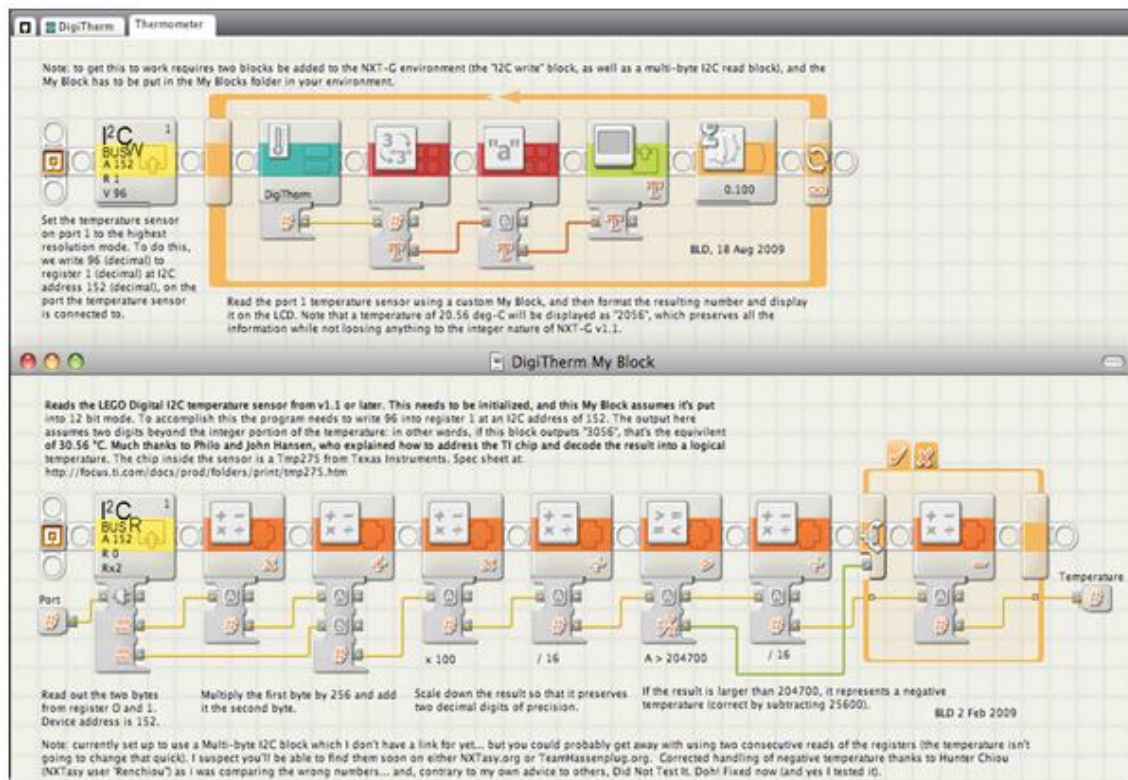 DigiTherm
Thermometer
Note: to get this to work requires two blocks be added to the NXT-G environment (the "I2C write" block, as well as a multi-byte I2C read block), and the
My Block has to be put in the My Blocks folder in your environment.
I²C 1
BUSW
A 152
R 1
V 96
3
"3"
"a"
DigiTherm
0.100
T
T
T
T
Set the temperature sensor
on port 1 to the highest
resolution mode. To do this,
we write 96 (decimal) to
register 1 (decimal) at I2C
address 152 (decimal), on the
port the temperature sensor
is connected to.
BLD, 18 Aug 2009
Read the port 1 temperature sensor using a custom My Block, and then format the resulting number and display
it on the LCD. Note that a temperature of 20.56 deg-C will be displayed as "2056", which preserves all the
information while not loosing anything to the integer nature of NXT-G v1.1.
DigiTherm My Block
Reads the LEGO Digital I2C temperature sensor from v1.1 or later. This needs to be initialized, and this My Block assumes it's put
into 12 bit mode. To accomplish this the program needs to write 96 into register 1 at an I2C address of 152. The output here
assumes two digits beyond the integer portion of the temperature: in other words, if this block outputs "3056", that's the equivilent
of 30.56 °C. Much thanks to Philo and John Hansen, who explained how to address the TI chip and decode the result into a logical
temperature. The chip inside the sensor is a Tmp275 from Texas Instruments. Spec sheet at:
http://focus.ti.com/docs/prod/folders/print/tmp275.htm
I²C 1
BUSR
A 152
R 0
Rx2
Port
Temperature
x 100
/ 16
A > 204700
/ 16
Read out the two bytes
from register 0 and 1.
Device address is 152.
Multiply the first byte by 256 and add
it the second byte.
Scale down the result so that it preserves
two decimal digits of precision.
If the result is larger than 204700, it represents a negative
temperature (correct by subtracting 25600).
BLD 2 Feb 2009
Note: currently set up to use a Multi-byte I2C block which I don't have a link for yet... but you could probably get away with using two consecutive reads of the registers (the temperature isn't
going to change that quick). I suspect you'll be able to find them soon on either NXTasy.org or TeamHassenplug.org. Corrected handling of negative temperature thanks to Hunter Chiou
(NXTasy user "Renchiou") as i was comparing the wrong numbers... and, contrary to my own advice to others, Did Not Test It. Doh! Fixed now (and yes I tested it).